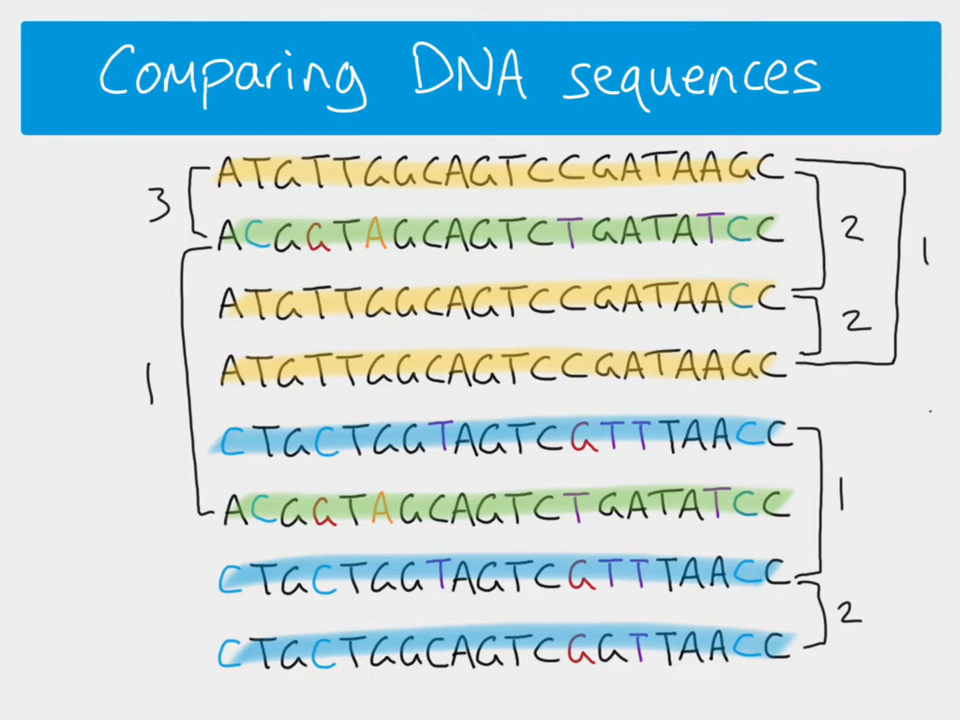 Comparing DNA sequences
ATGTTGGCAGTCCGATAAGC
3
ACGGTAGCAGTCTGATATCC
2
1
ATGTTGGCAGTCCGATAACC
2
ATGTTGGCAGTCCGATAAGC
1
CTGCTGGTAGTCGTTTAACC
1
ACGGTAGCAGTCTGATATCC
CTGCTGGTAGTCGTTTAACC
2
CTGCTGGCAGTCGGTTAACC